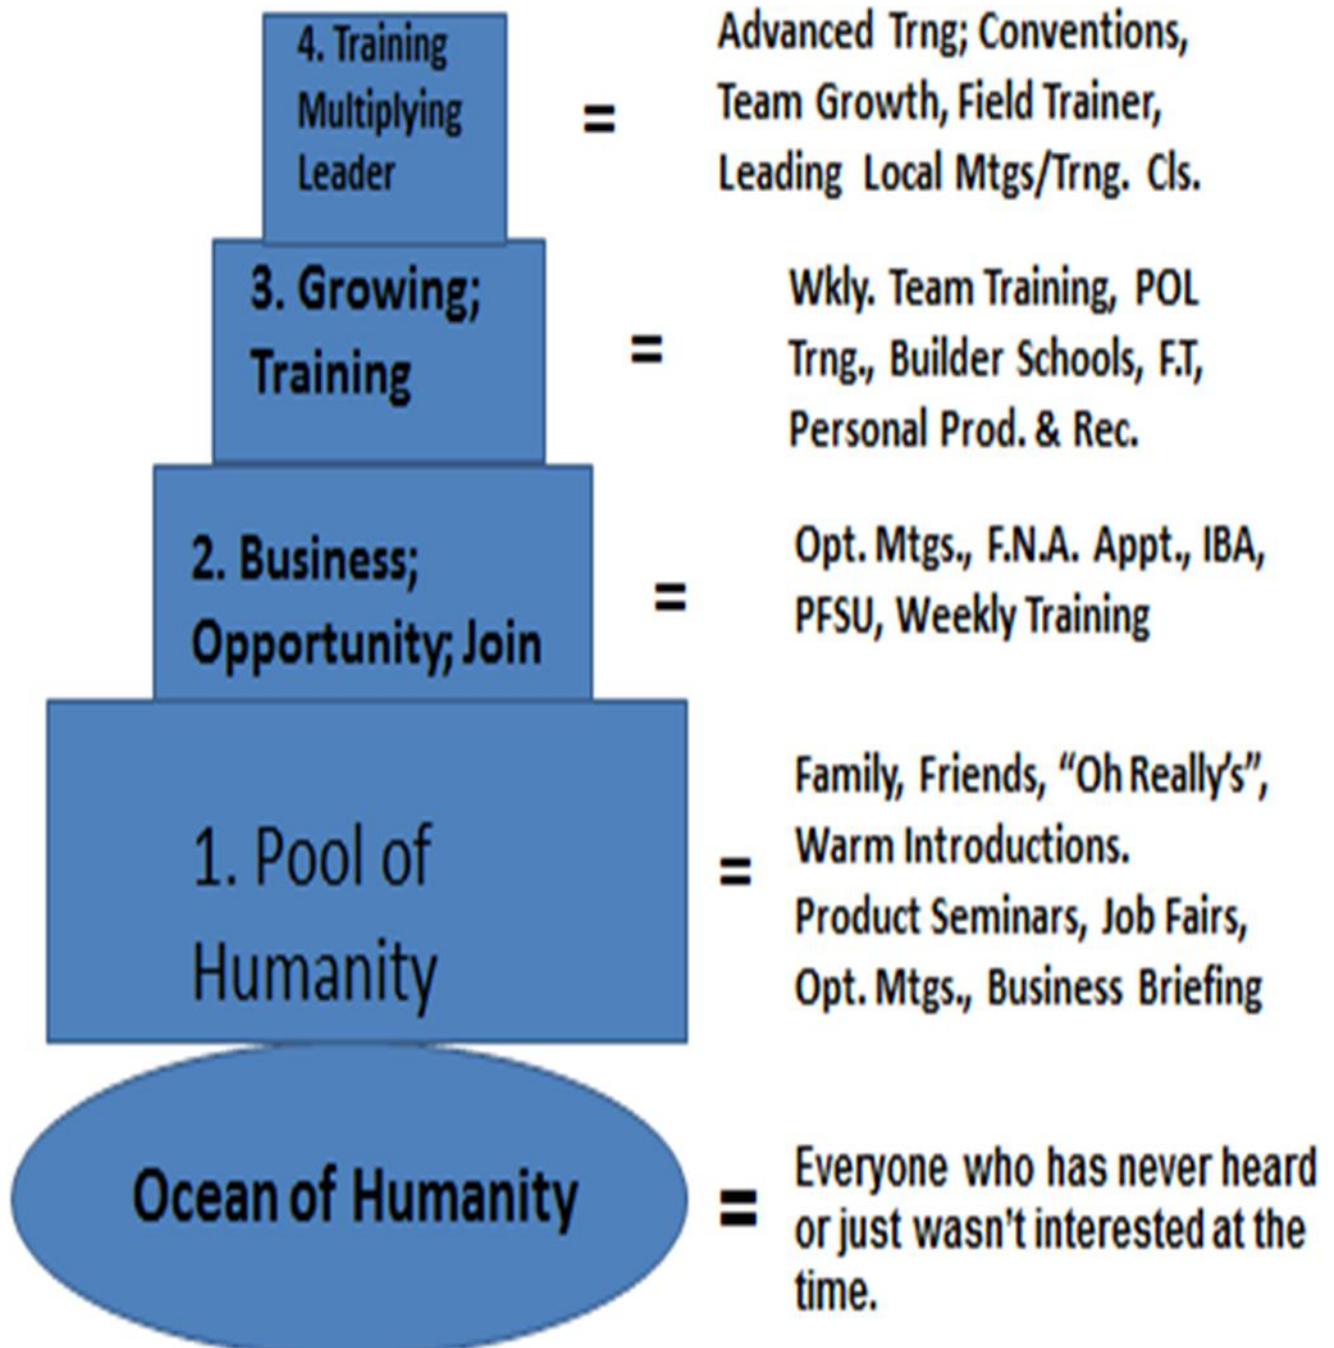 4. Training
Multiplying
Leader
=
Advanced Trng; Conventions,
Team Growth, Field Trainer,
Leading Local Mtgs/Trng. Cls.
3. Growing;
Training
=
Wkly. Team Training, POL
Trng., Builder Schools, F.T,
Personal Prod. & Rec.
2. Business;
Opportunity; Join
=
Opt. Mtgs., F.N.A. Appt., IBA,
PFSU, Weekly Training
1. Pool of
Humanity
=
Family, Friends, “Oh Really’s”,
Warm Introductions.
Product Seminars, Job Fairs,
Opt. Mtgs., Business Briefing
Ocean of Humanity
=
Everyone who has never heard
or just wasn’t interested at the
time.